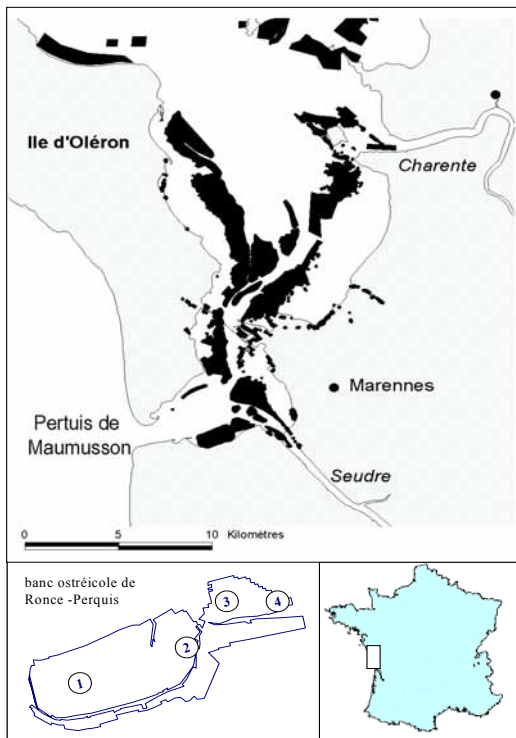 Ile d'Oléron
Charente
Marennes
Pertuis de
Maumusson
Seudre
0 5 10 Kilomètres
banc ostréicole de
Ronce -Perquis
3 4
2
1